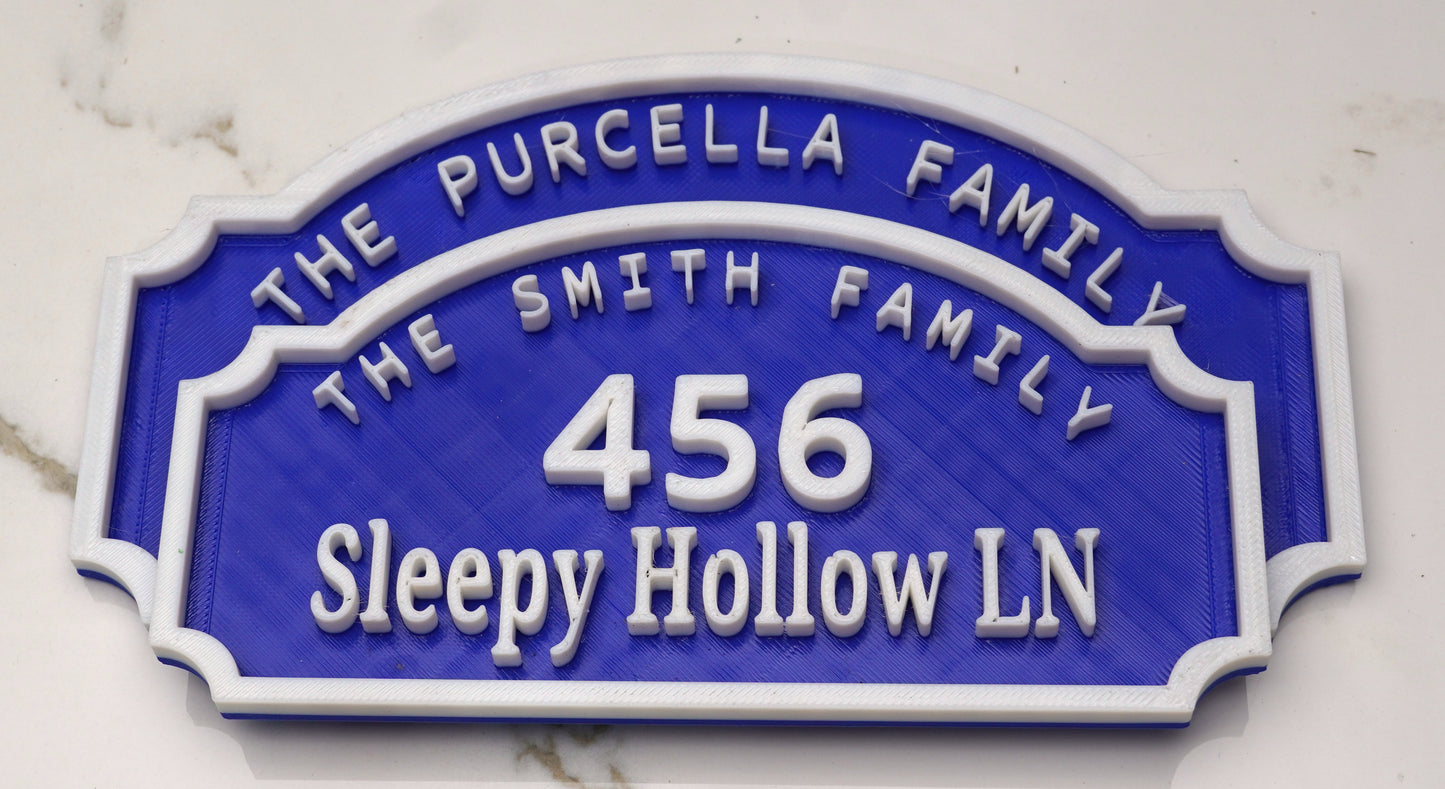 THE PURCELLA FAMILY
THE SMITH FAMILY
456
Sleepy Hollow LN